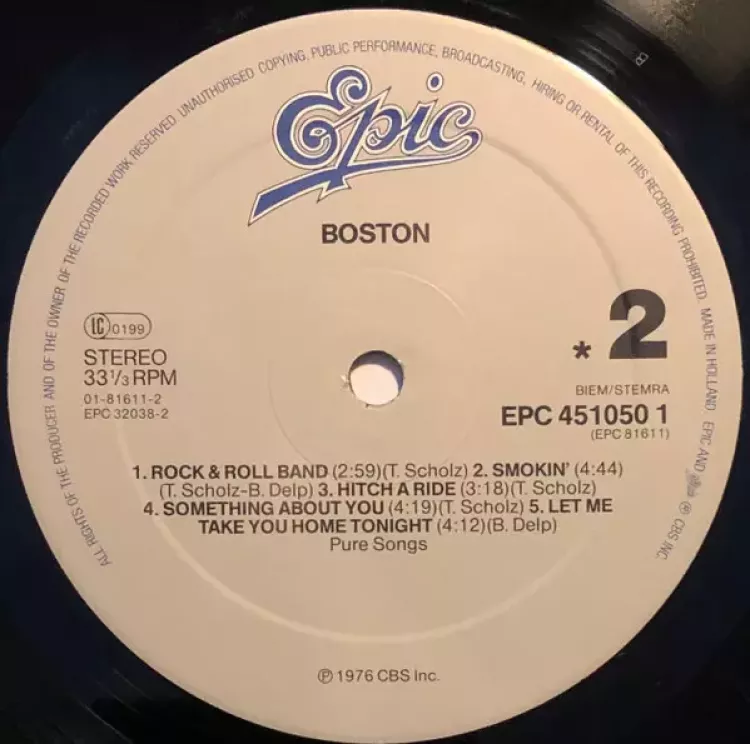 ALL RIGHTS OF THE PRODUCER AND OF THE OWNER OF THE RECORDED WORK RESERVED UNAUTHORISED COPYING, PUBLIC PERFORMANCE, BROADCASTING, HIRING OR RENTAL OF THIS RECORDING PROHIBITED. MADE IN HOLLAND. EPIC AND ℗ CBS INC.
Epic
BOSTON
LC 0199
STEREO
33 1/3 RPM
01-81611-2
EPC 32038-2
* 2
BIEM/STEMRA
EPC 451050 1
(EPC 81611)
1. ROCK & ROLL BAND (2:59)(T. Scholz) 2. SMOKIN' (4:44)
(T. Scholz-B. Delp) 3. HITCH A RIDE (3:18)(T. Scholz)
4. SOMETHING ABOUT YOU (4:19)(T. Scholz) 5. LET ME
TAKE YOU HOME TONIGHT (4:12)(B. Delp)
Pure Songs
℗ 1976 CBS Inc.